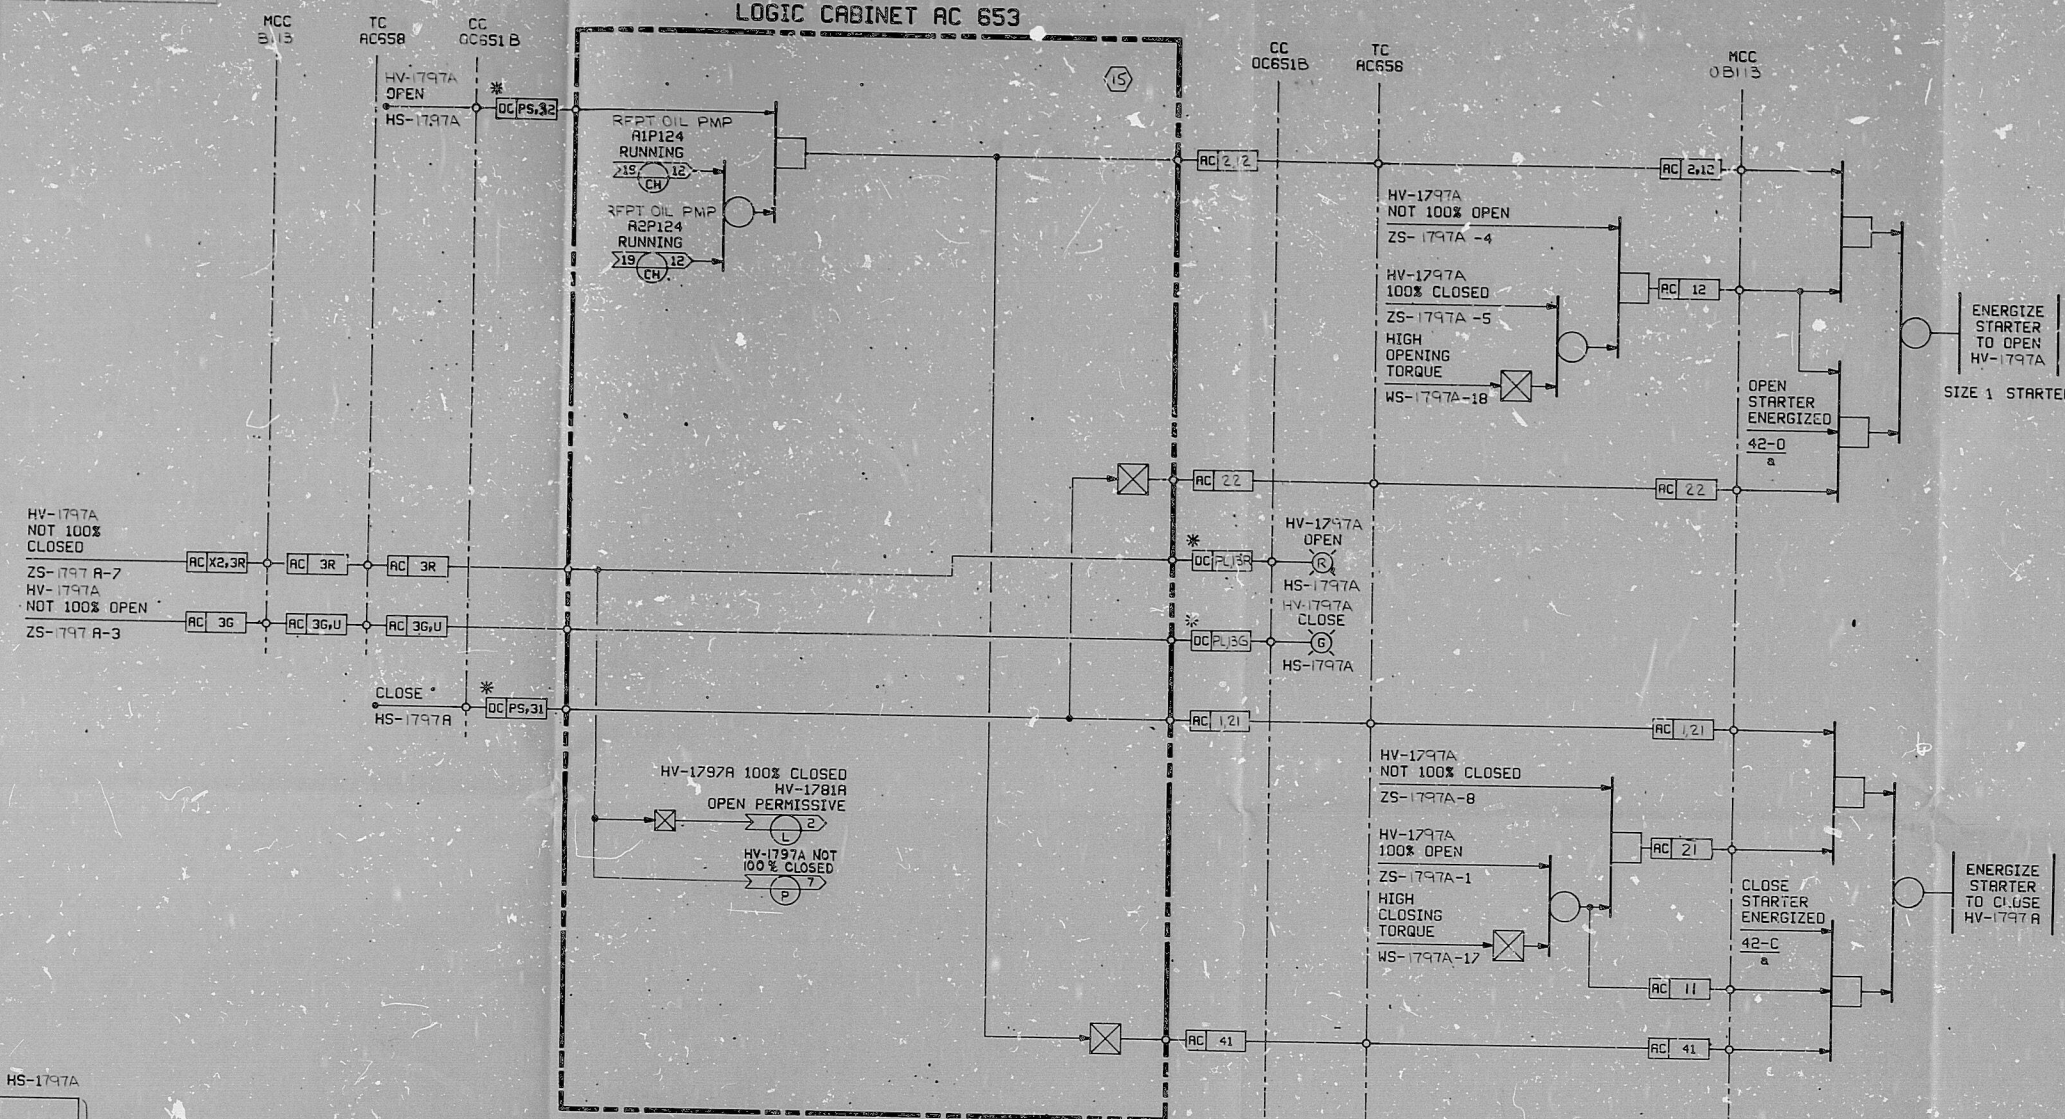 LOGIC CABINET AC 653
MCC
B113
TC
AC558
CC
OC651B
HV-1797A
OPEN
HS-1797A
*
DC PS,32
RFPT OIL PMP
A1P124
RUNNING
19 12
CH
RFPT OIL PMP
A2P124
RUNNING
19 12
CH
15
CC
OC651B
TC
AC658
MCC
OB113
AC 2,12
AC 2,12
HV-1797A
NOT 100% OPEN
ZS-1797A-4
HV-1797A
100% CLOSED
ZS-1797A-5
HIGH
OPENING
TORQUE
WS-1797A-18
AC 12
OPEN
STARTER
ENERGIZED
42-O
a
ENERGIZE
STARTER
TO OPEN
HV-1797A
SIZE 1 STARTER
AC 22
AC 22
HV-1797A
NOT 100%
CLOSED
ZS-1797A-7
AC X2,3R
AC 3R
AC 3R
HV-1797A
NOT 100% OPEN
ZS-1797A-3
AC 3G
AC 3G,U
AC 3G,U
*
DC PL,13R
HV-1797A
OPEN
R
HS-1797A
*
DC PL,13G
HV-1797A
CLOSE
G
HS-1797A
CLOSE
HS-1797A
*
DC PS,31
AC 1,21
AC 1,21
HV-1797A 100% CLOSED
HV-1781A
OPEN PERMISSIVE
2
L
HV-1797A NOT
100% CLOSED
7
P
HV-1797A
NOT 100% CLOSED
ZS-1797A-8
HV-1797A
100% OPEN
ZS-1797A-1
HIGH
CLOSING
TORQUE
WS-1797A-17
AC 21
CLOSE
STARTER
ENERGIZED
42-C
a
ENERGIZE
STARTER
TO CLOSE
HV-1797A
AC 11
AC 41
AC 41
HS-1797A